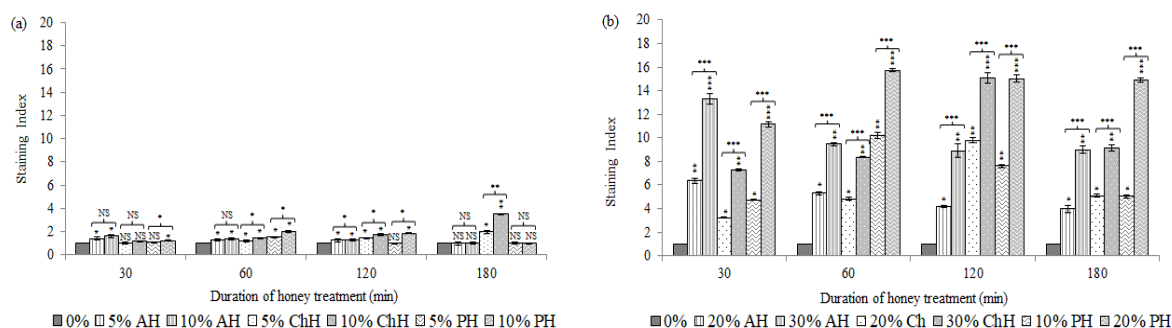 (a)
20
18
16
14
12
10
8
6
4
2
0
Staining Index
NS * NS * * NS NS NS *
NS * * * * * * * * *
* * * * * * * * NS *
NS NS NS * ** ** NS NS NS
30 60 120 180
Duration of honey treatment (min)
0% 5% AH 10% AH 5% ChH 10% ChH 5% PH 10% PH
(b)
20
18
16
14
12
10
8
6
4
2
0
Staining Index
*** ** *** *** * ** *** * ***
*** * ** *** * ** *** ** ***
*** * ** *** ** *** *** ** ***
*** * ** *** * ** *** * ***
30 60 120 180
Duration of honey treatment (min)
0% 20% AH 30% AH 20% Ch 30% ChH 10% PH 20% PH